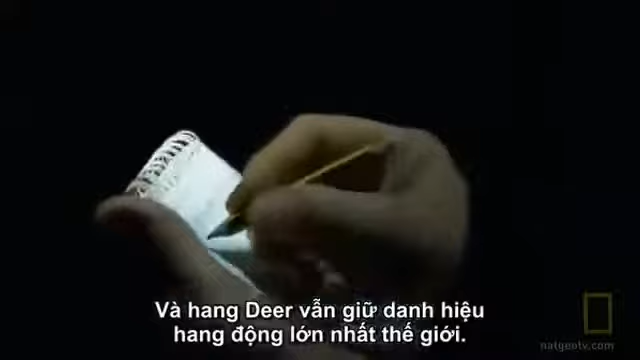 Và hang Deer vẫn giữ danh hiệu
hang động lớn nhất thế giới.
natgeotv.com